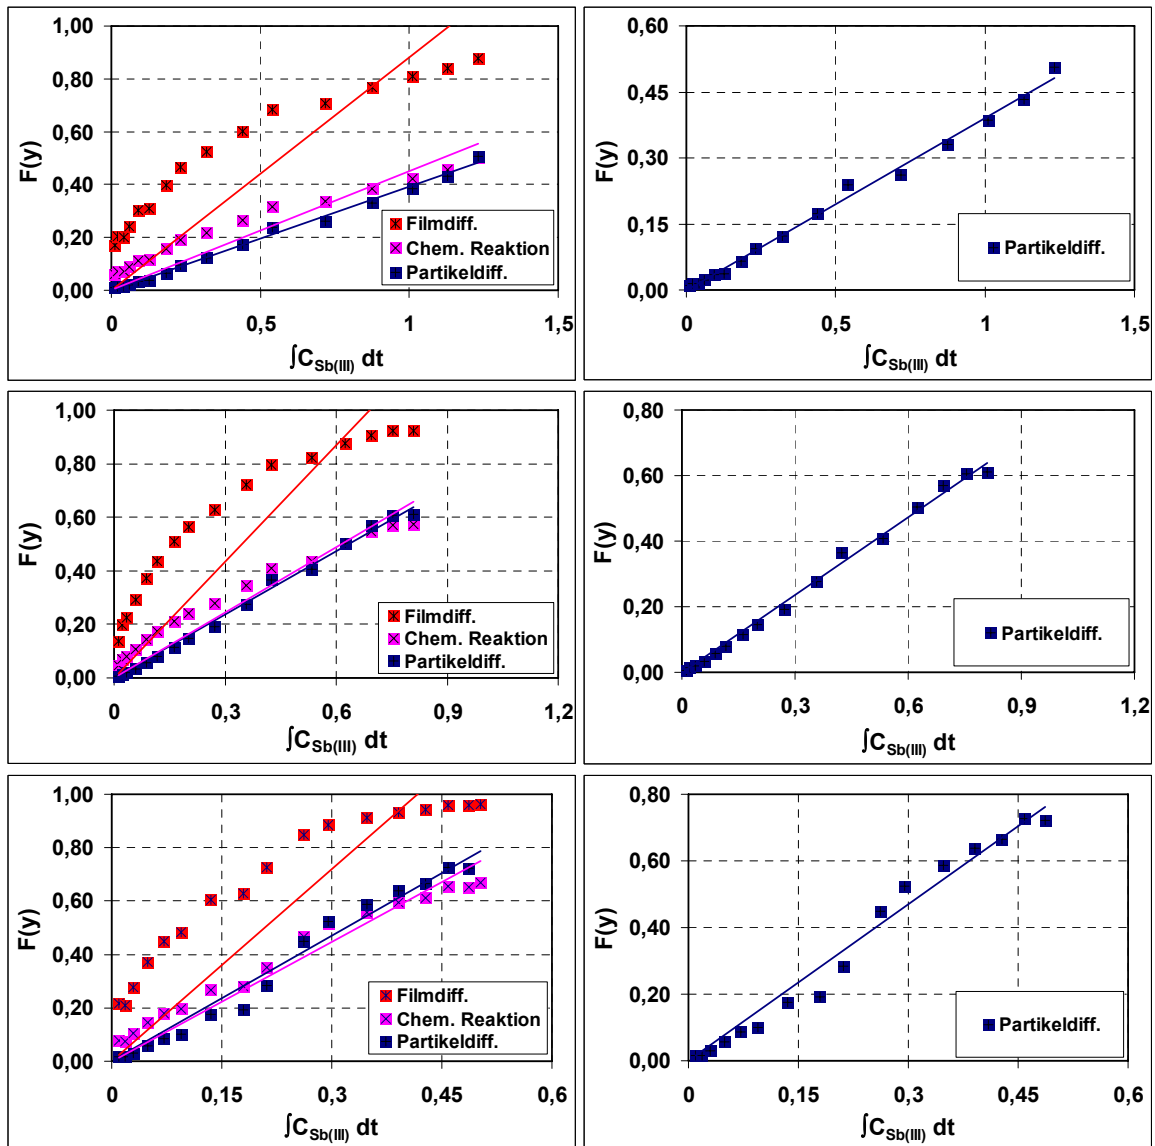 1,00
0,80
0,60
0,40
0,20
0,00
F(y)
Filmdiff.
Chem. Reaktion
Partikeldiff.
0 0,5 1 1,5
∫C_Sb(III) dt
0,60
0,45
0,30
0,15
0,00
F(y)
Partikeldiff.
0 0,5 1 1,5
∫C_Sb(III) dt
1,00
0,80
0,60
0,40
0,20
0,00
F(y)
Filmdiff.
Chem. Reaktion
Partikeldiff.
0 0,3 0,6 0,9 1,2
∫C_Sb(III) dt
0,80
0,60
0,40
0,20
0,00
F(y)
Partikeldiff.
0 0,3 0,6 0,9 1,2
∫C_Sb(III) dt
1,00
0,80
0,60
0,40
0,20
0,00
F(y)
Filmdiff.
Chem. Reaktion
Partikeldiff.
0 0,15 0,3 0,45 0,6
∫C_Sb(III) dt
0,80
0,60
0,40
0,20
0,00
F(y)
Partikeldiff.
0 0,15 0,3 0,45 0,6
∫C_Sb(III) dt